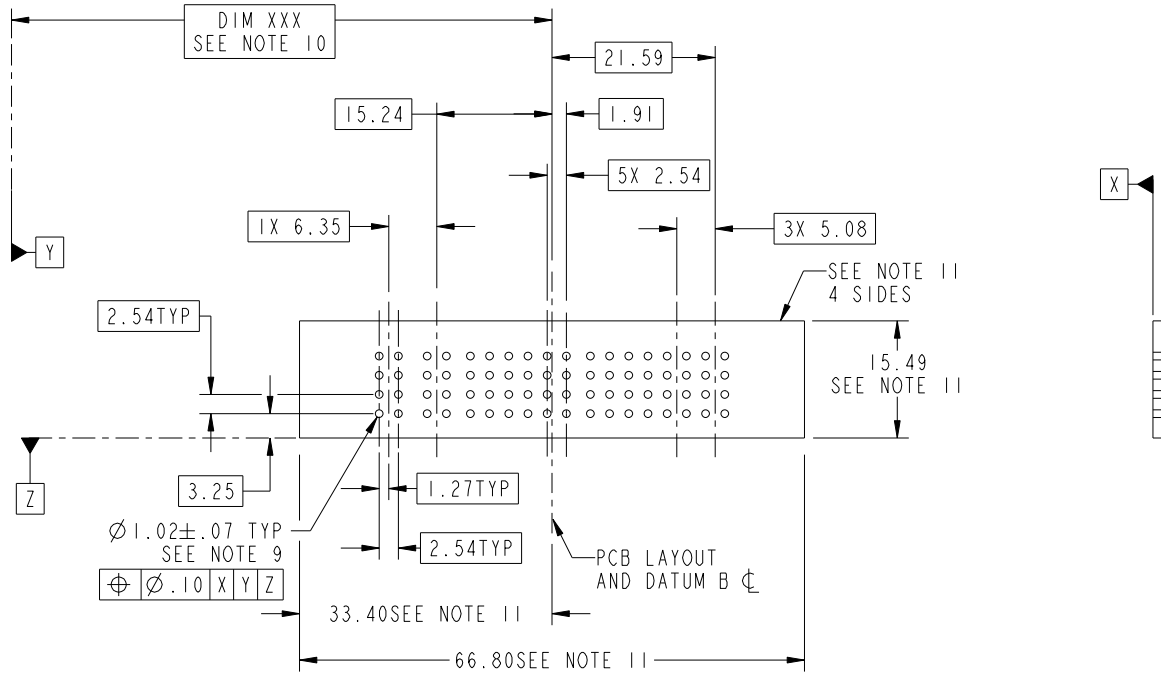 DIM XXX
SEE NOTE 10
21.59
15.24
1.91
5X 2.54
X
1X 6.35
3X 5.08
Y
SEE NOTE 11
4 SIDES
2.54TYP
15.49
SEE NOTE 11
Z
3.25
1.27TYP
Ø1.02±.07 TYP
SEE NOTE 9
2.54TYP
⌖ Ø.10 X Y Z
PCB LAYOUT
AND DATUM B ℄
33.40SEE NOTE 11
66.80SEE NOTE 11